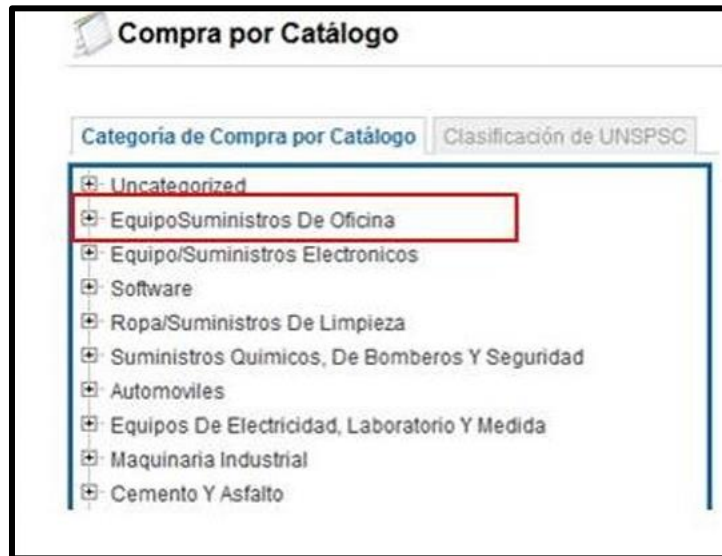 Compra por Catálogo
Categoría de Compra por Catálogo Clasificación de UNSPSC
Uncategorized
EquipoSuministros De Oficina
Equipo/Suministros Electronicos
Software
Ropa/Suministros De Limpieza
Suministros Quimicos, De Bomberos Y Seguridad
Automoviles
Equipos De Electricidad, Laboratorio Y Medida
Maquinaria Industrial
Cemento Y Asfalto